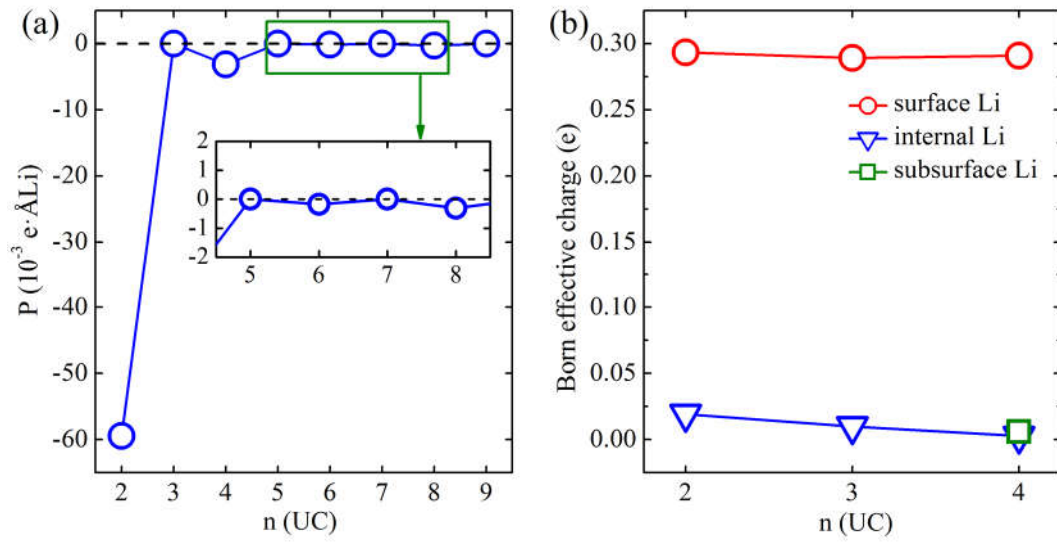 (a)
P (10⁻³ e·ÅLi)
0
-10
-20
-30
-40
-50
-60
2
1
0
-1
-2
5 6 7 8
2 3 4 5 6 7 8 9
n (UC)
(b)
Born effective charge (e)
0.30
0.25
0.20
0.15
0.10
0.05
0.00
surface Li
internal Li
subsurface Li
2 3 4
n (UC)